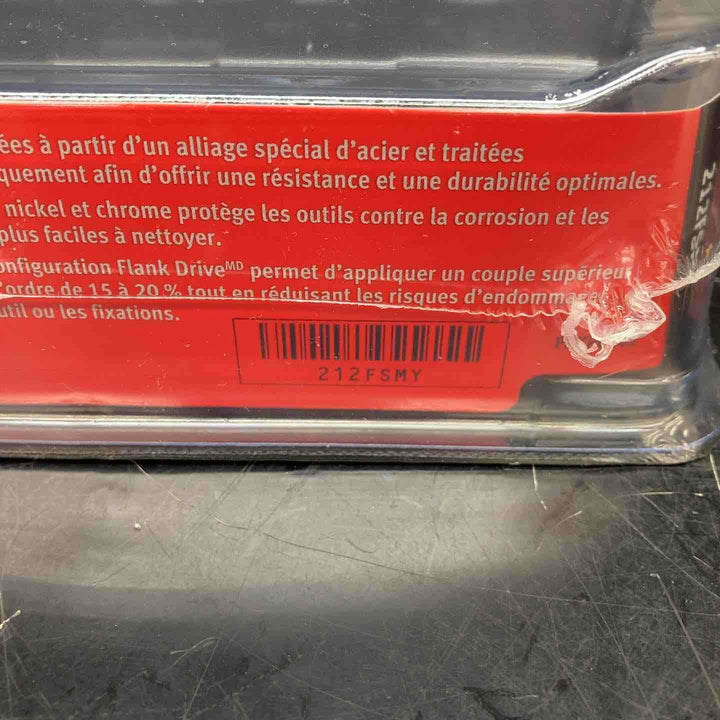 ées à partir d'un alliage spécial d'acier et traitées
quement afin d'offrir une résistance et une durabilité optimales.
nickel et chrome protège les outils contre la corrosion et les
plus faciles à nettoyer.
onfiguration Flank Driveᴹᴰ permet d'appliquer un couple supérieur
'ordre de 15 à 20 % tout en réduisant les risques d'endommager
util ou les fixations.
212FSMY